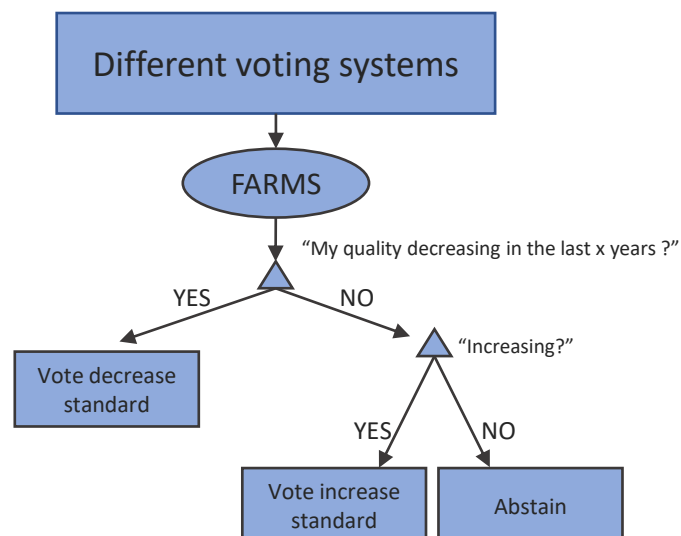 Different voting systems
FARMS
“My quality decreasing in the last x years ?”
YES
NO
“Increasing?”
Vote decrease
standard
YES
NO
Vote increase
standard
Abstain